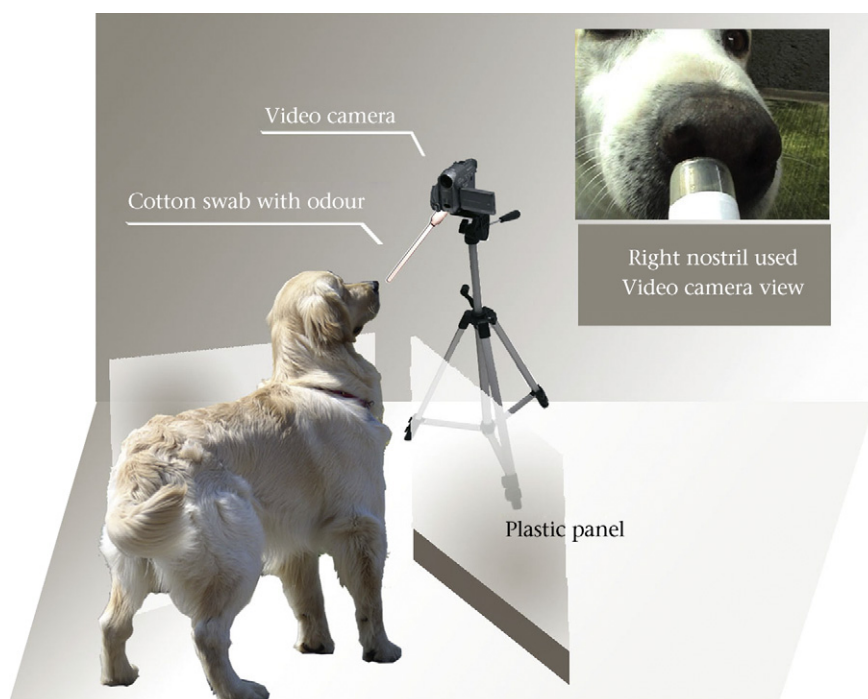 Video camera
Cotton swab with odour
Right nostril used
Video camera view
Plastic panel